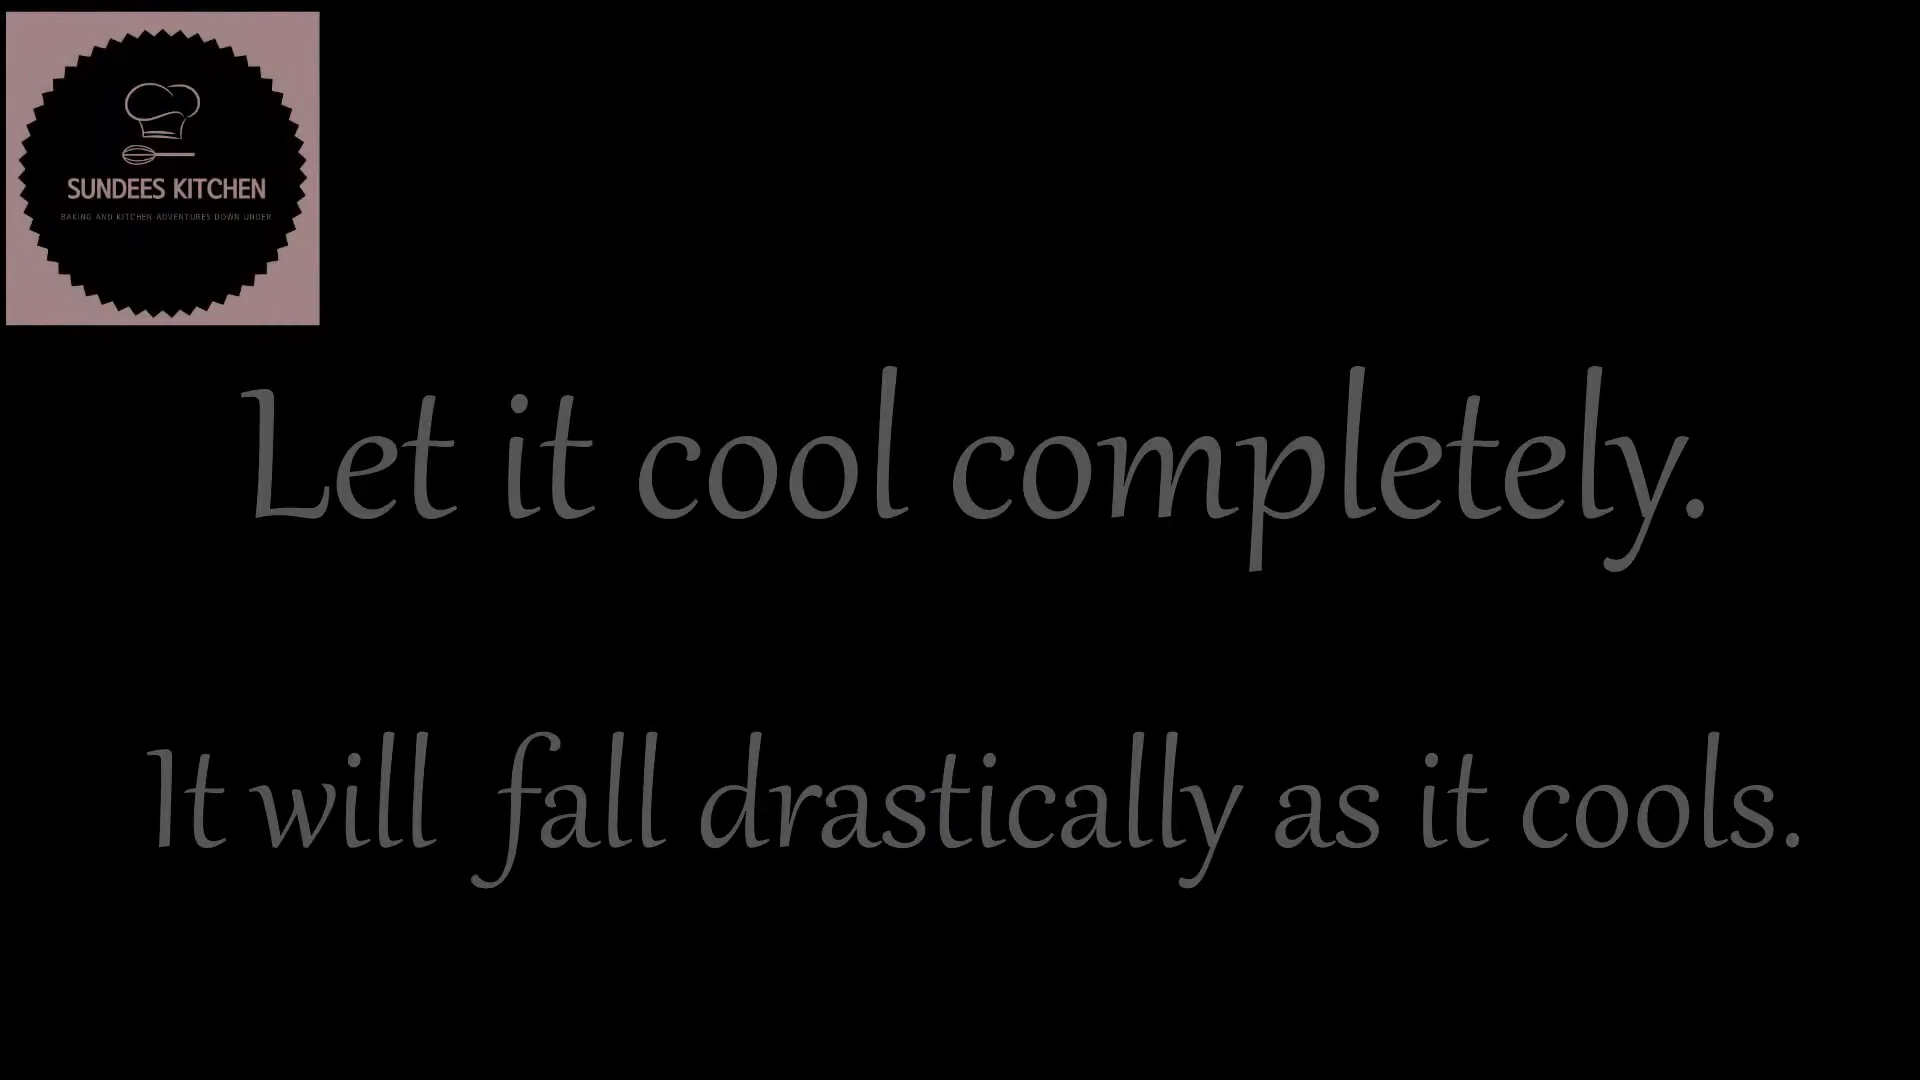 SUNDEES KITCHEN
BAKING AND KITCHEN ADVENTURES DOWN UNDER
Let it cool completely.
It will fall drastically as it cools.